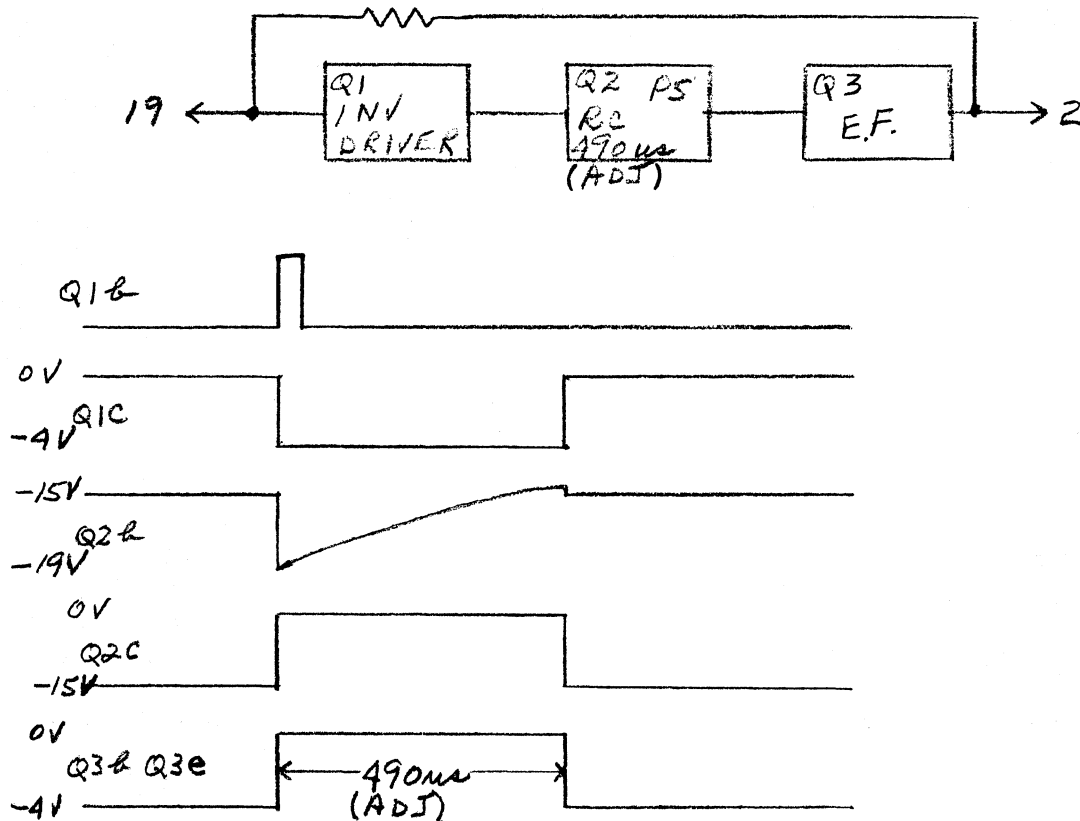 19
Q1
INV
DRIVER
Q2 PS
RC
490us
(ADJ)
Q3
E.F.
2
Q1b
0V
Q1C
-4V
-15V
Q2b
-19V
0V
Q2C
-15V
0V
Q3b Q3e
490us
(ADJ)
-4V